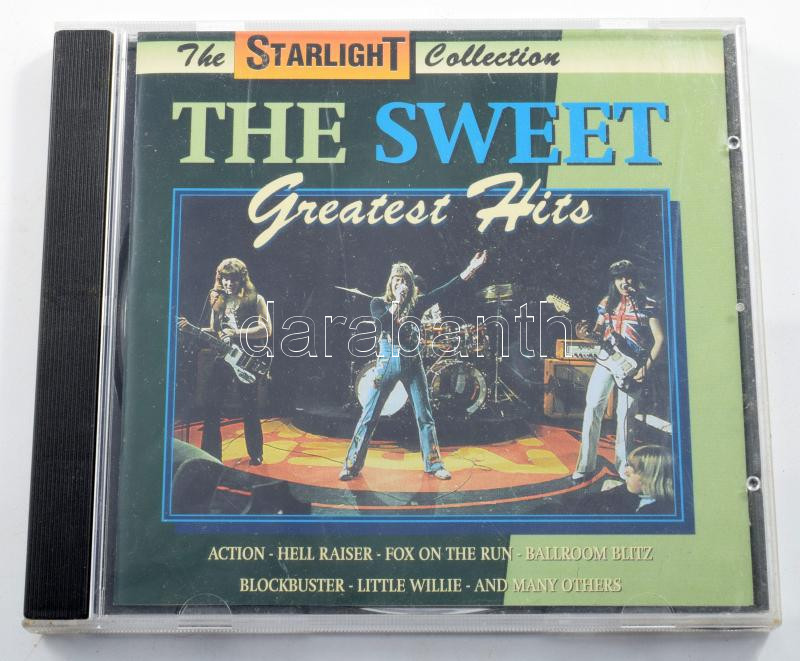 The STARLIGHT Collection
THE SWEET
Greatest Hits
darabanth
ACTION - HELL RAISER - FOX ON THE RUN - BALLROOM BLITZ
BLOCKBUSTER - LITTLE WILLIE - AND MANY OTHERS